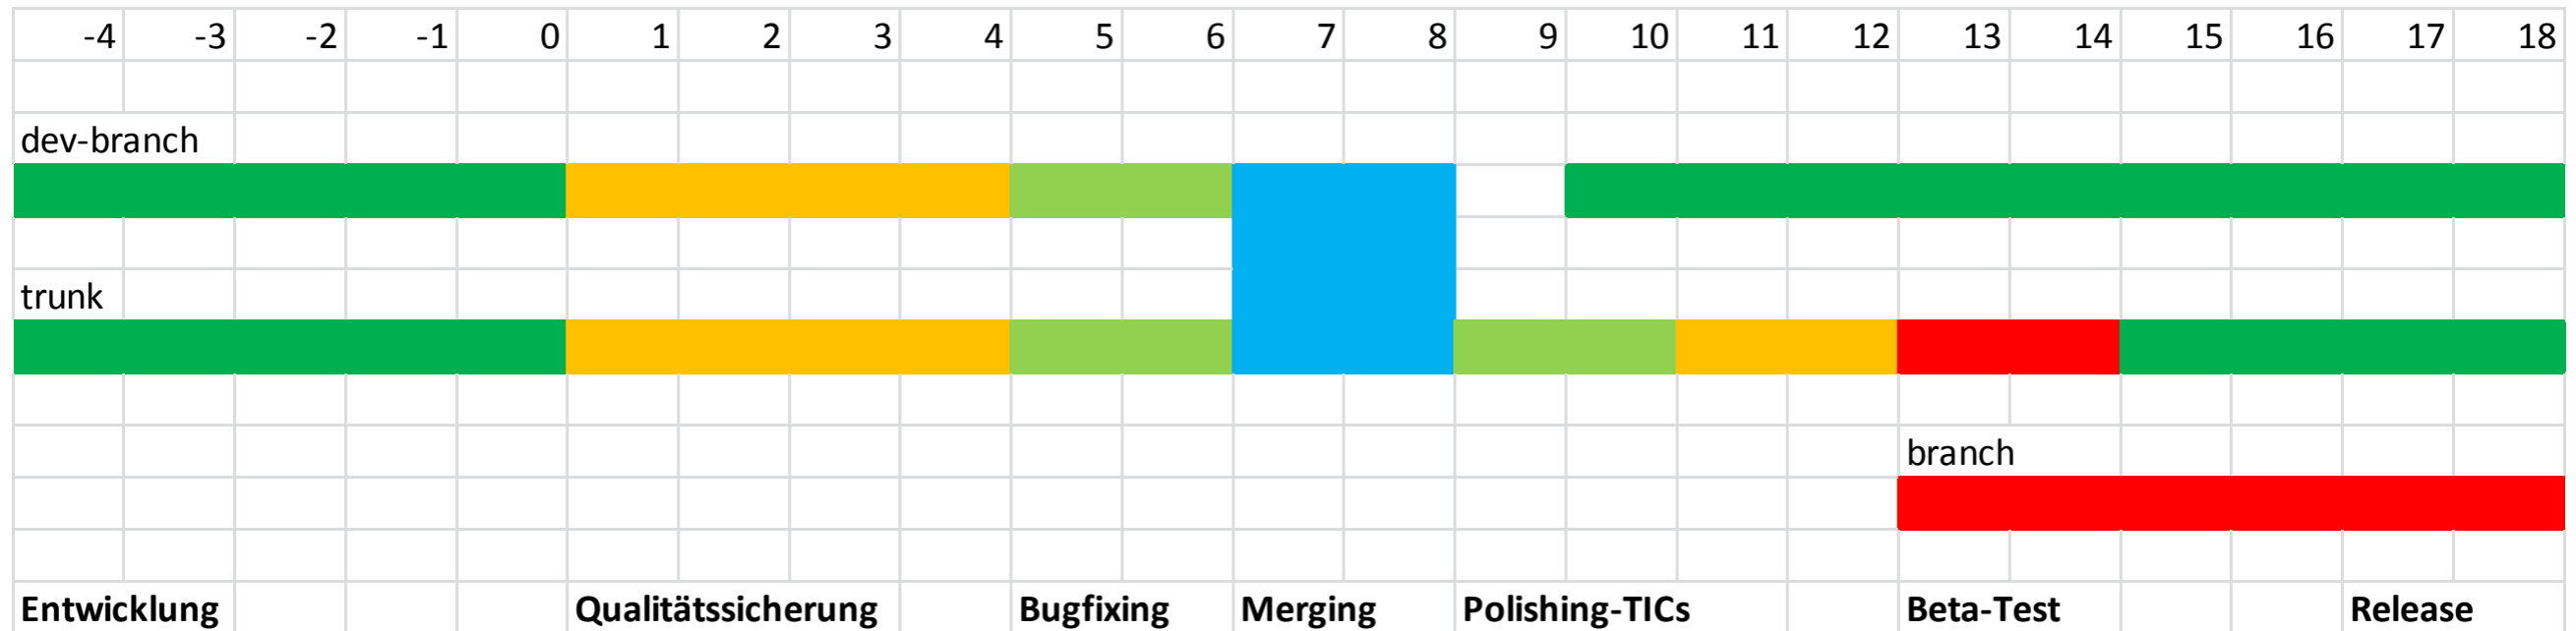 -4 -3 -2 -1 0 1 2 3 4 5 6 7 8 9 10 11 12 13 14 15 16 17 18
dev-branch
trunk
branch
Entwicklung Qualitätssicherung Bugfixing Merging Polishing-TICs Beta-Test Release